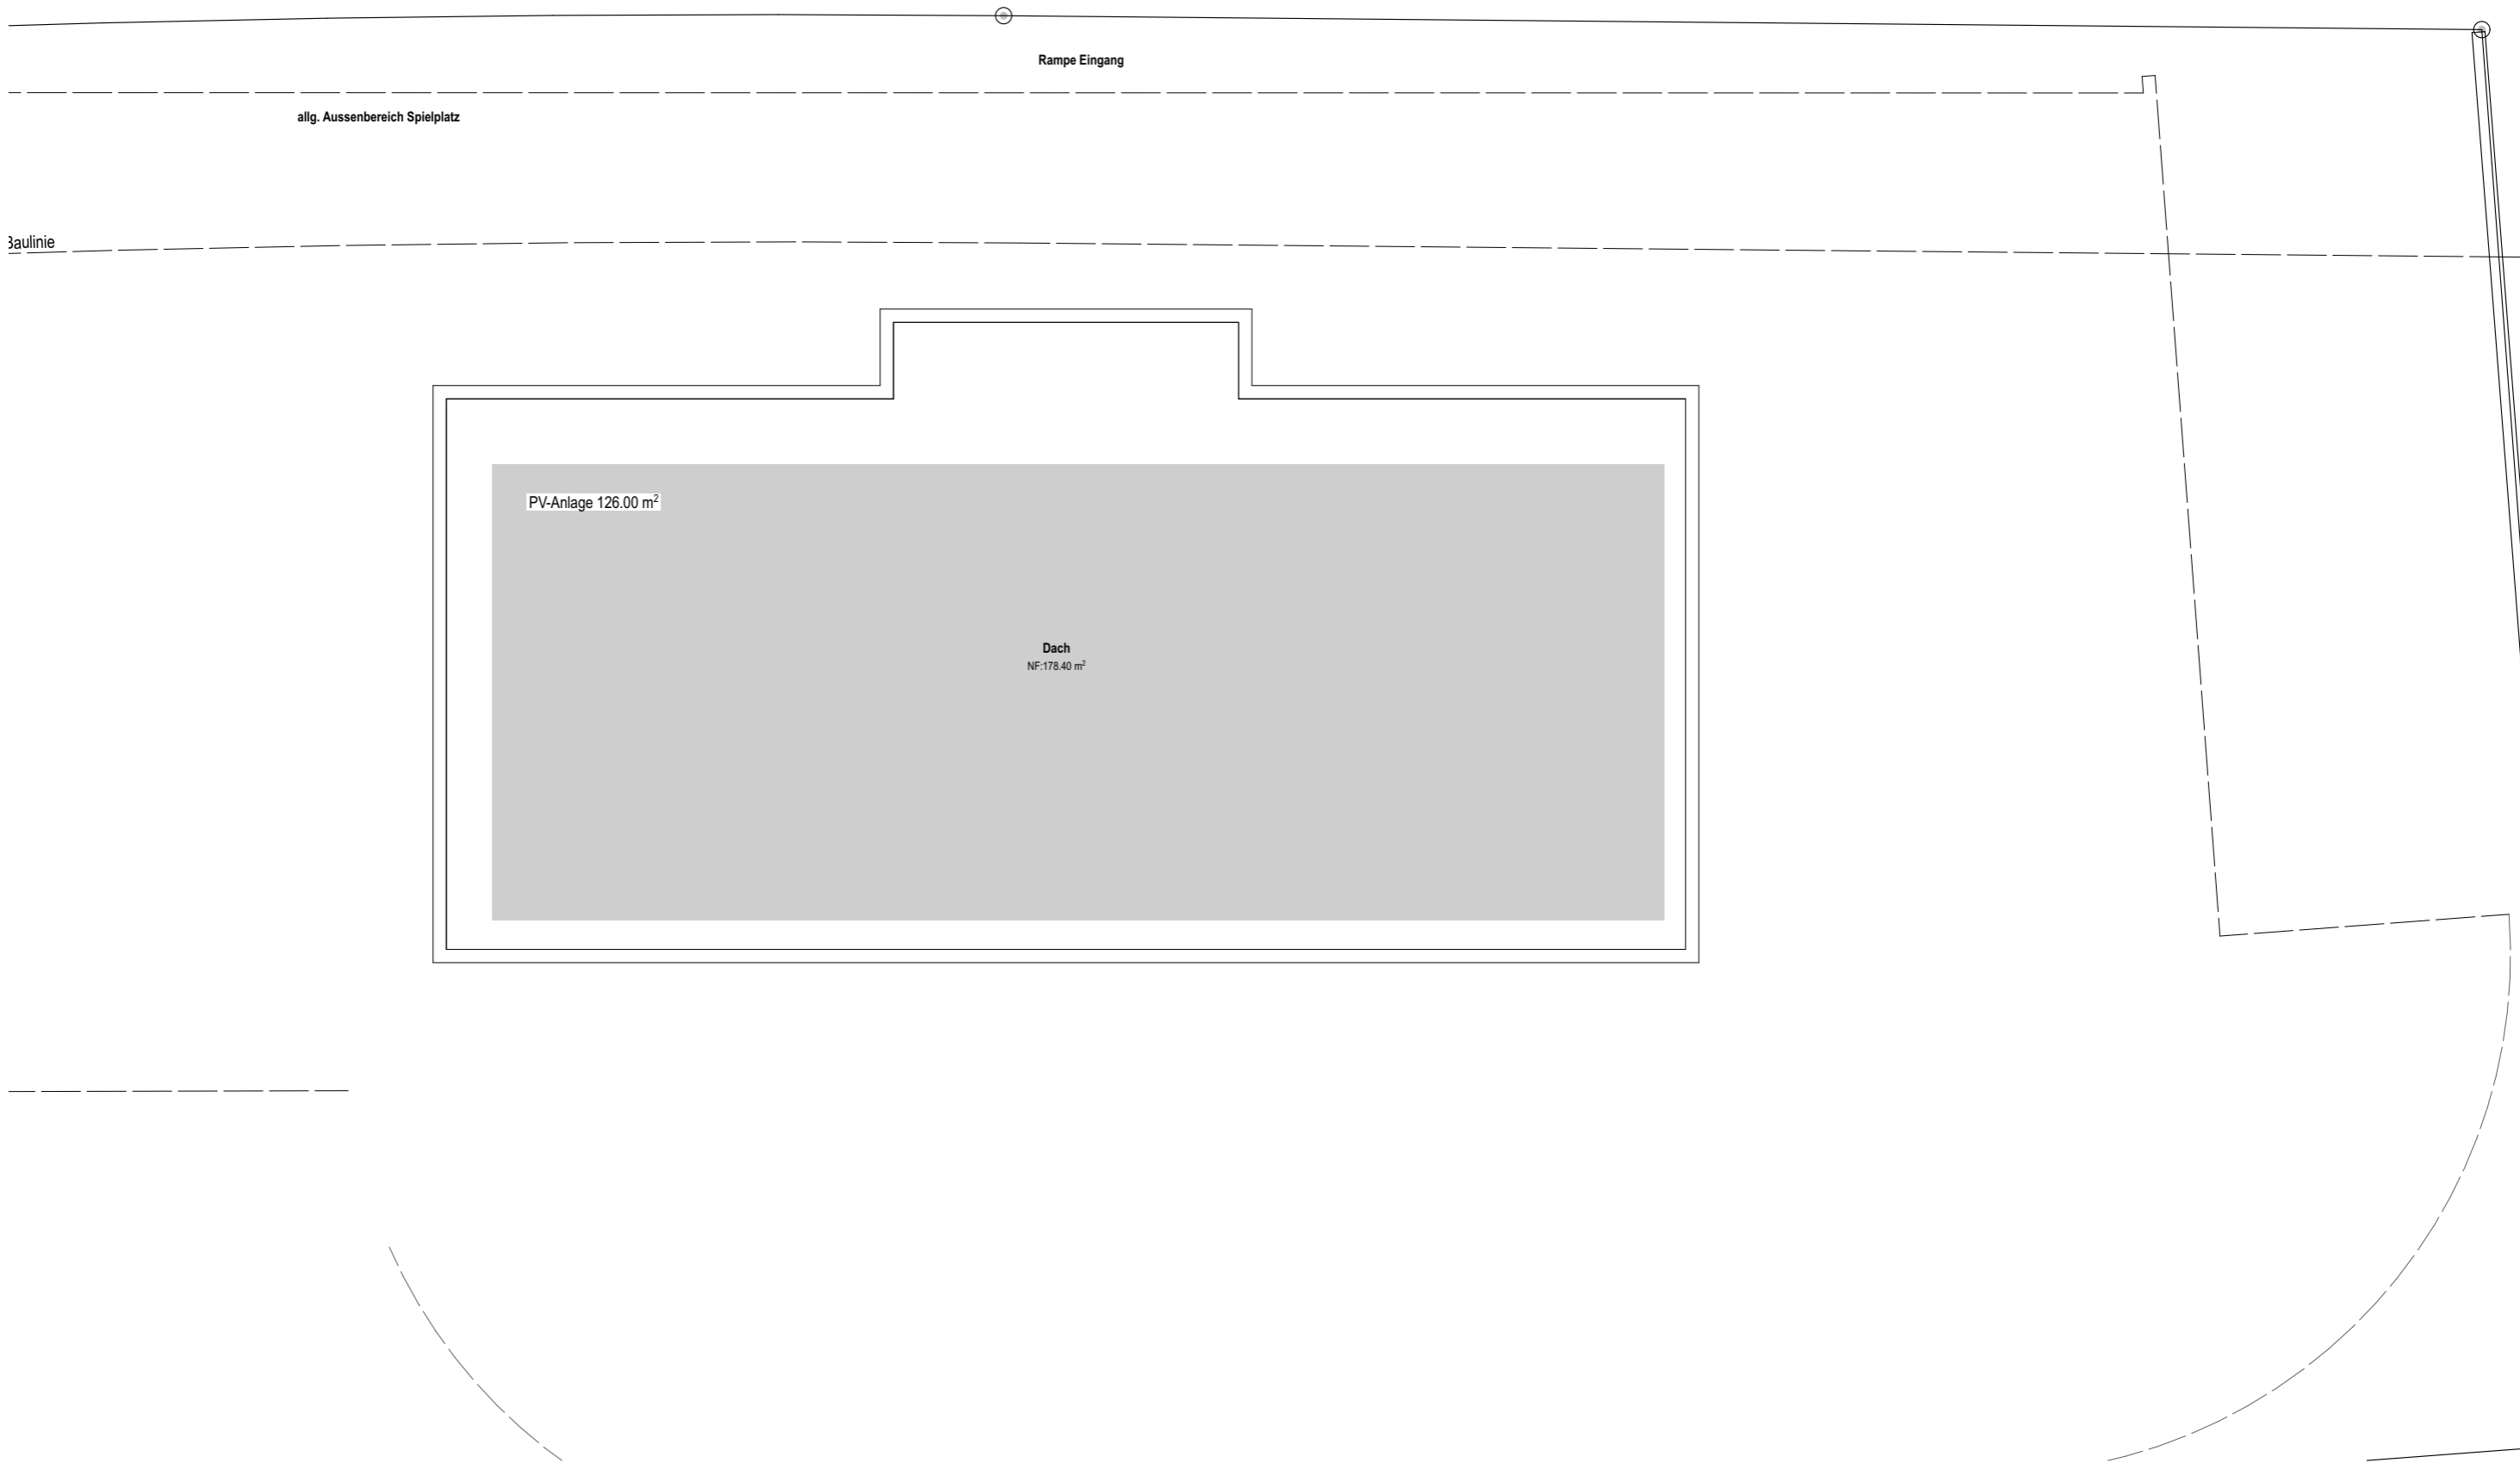 Rampe Eingang
allg. Aussenbereich Spielplatz
Baulinie
PV-Anlage 126.00 m²
Dach
NF:178.40 m²